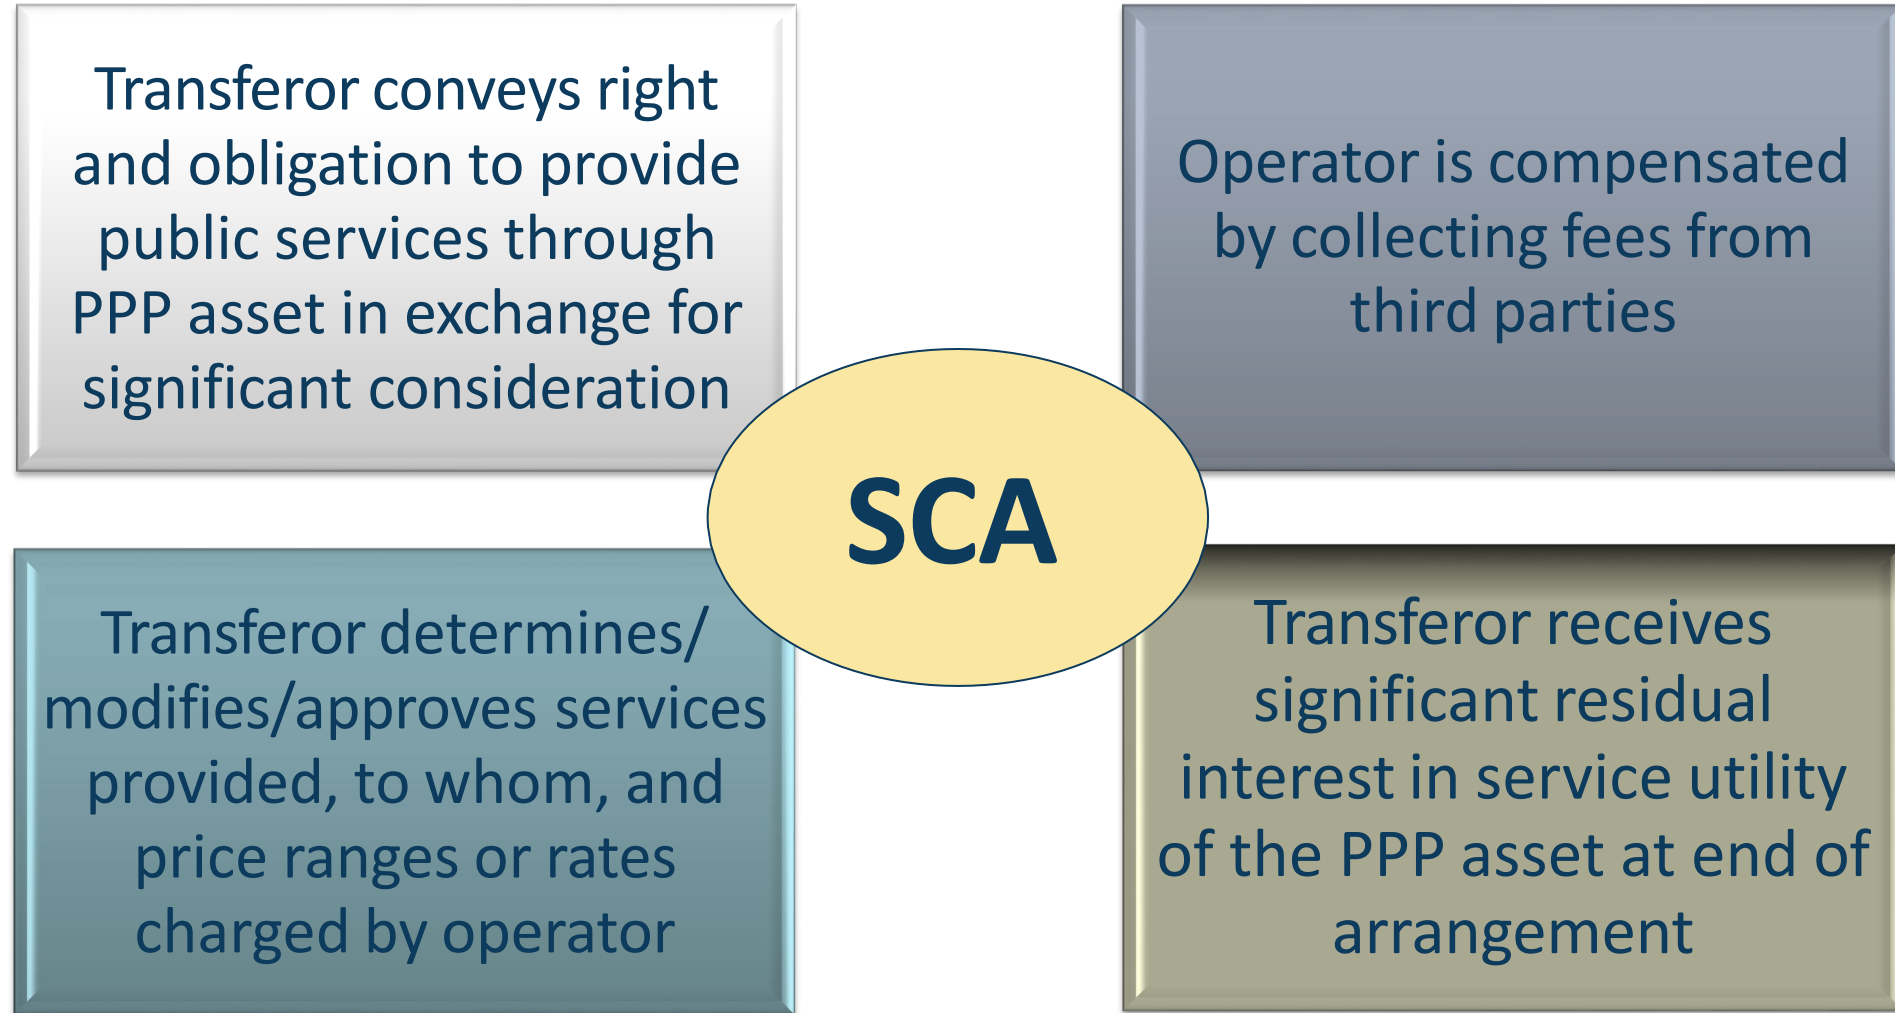 Transferor conveys right
and obligation to provide
public services through
PPP asset in exchange for
significant consideration
Operator is compensated
by collecting fees from
third parties
SCA
Transferor determines/
modifies/approves services
provided, to whom, and
price ranges or rates
charged by operator
Transferor receives
significant residual
interest in service utility
of the PPP asset at end of
arrangement